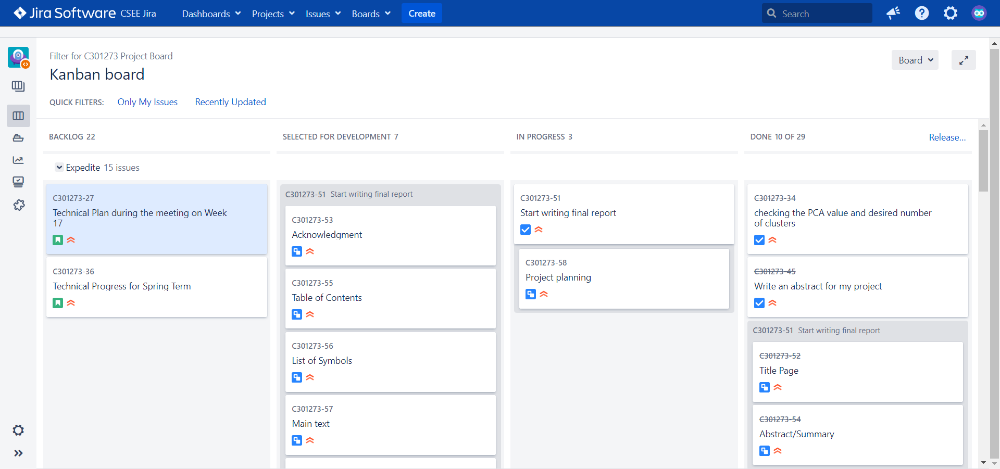 Jira Software CSEE Jira Dashboards Projects Issues Boards Create Search
Filter for C301273 Project Board
Kanban board
Board
QUICK FILTERS: Only My Issues Recently Updated
BACKLOG 22 SELECTED FOR DEVELOPMENT 7 IN PROGRESS 3 DONE 10 OF 29 Release...
Expedite 15 issues
C301273-27
Technical Plan during the meeting on Week
17
C301273-36
Technical Progress for Spring Term
C301273-51 Start writing final report
C301273-53
Acknowledgment
C301273-55
Table of Contents
C301273-56
List of Symbols
C301273-57
Main text
C301273-51
Start writing final report
C301273-58
Project planning
C301273-34
checking the PCA value and desired number
of clusters
C301273-45
Write an abstract for my project
C301273-51 Start writing final report
C301273-52
Title Page
C301273-54
Abstract/Summary